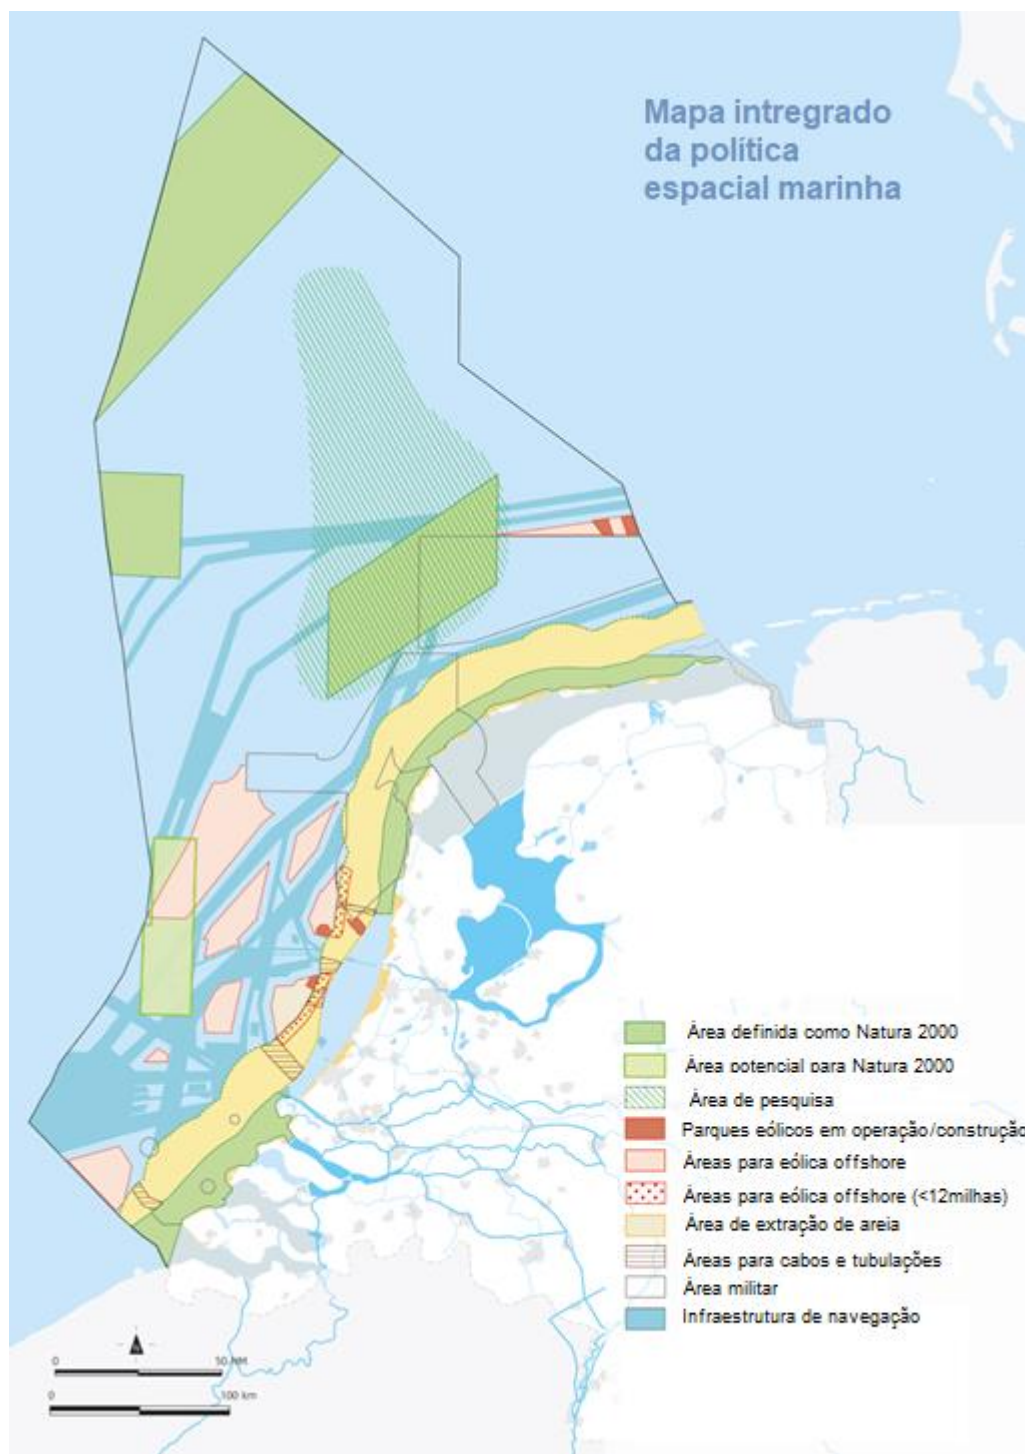 Mapa intregrado
da política
espacial marinha
Área definida como Natura 2000
Área potencial para Natura 2000
Área de pesquisa
Parques eólicos em operação/construção
Áreas para eólica offshore
Áreas para eólica offshore (<12milhas)
Área de extração de areia
Áreas para cabos e tubulações
Área militar
Infraestrutura de navegação
0 50 NM
0 100 km